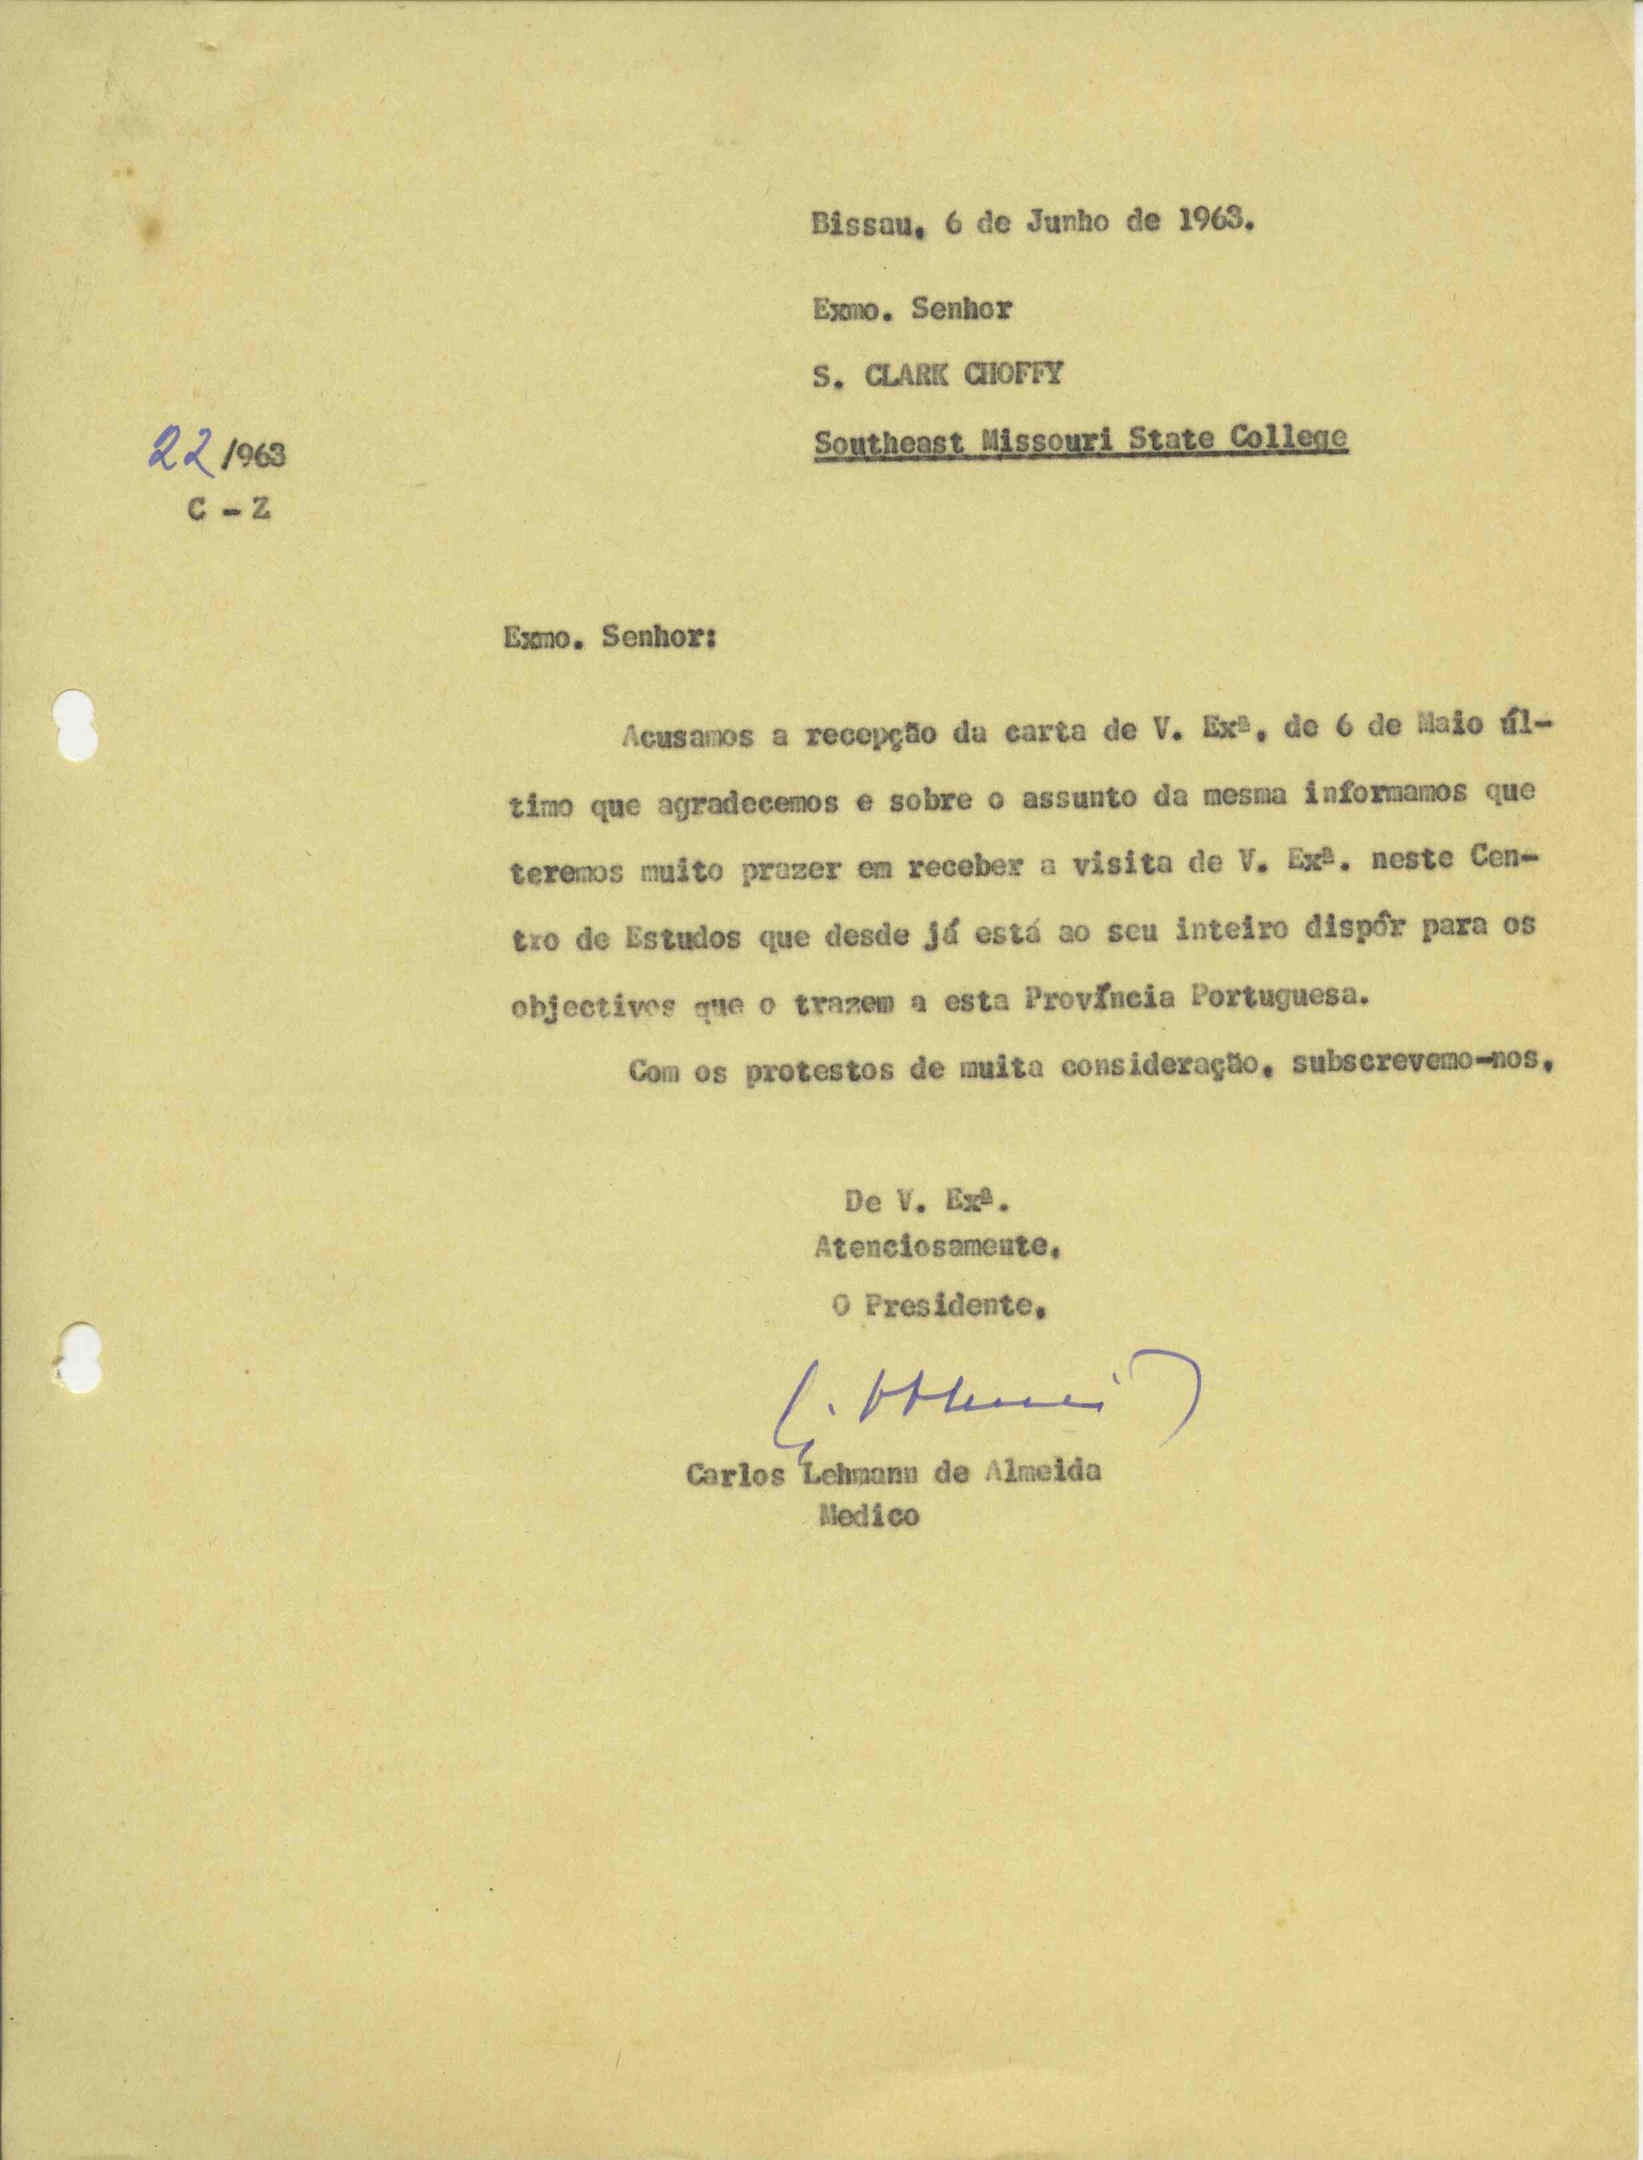 Bissau, 6 de Junho de 1963.
Exmo. Senhor
S. CLARK CHOFFY
Southeast Missouri State College
22/963
C - Z
Exmo. Senhor:
Acusamos a recepção da carta de V. Exª. de 6 de Maio úl-
timo que agradecemos e sobre o assunto da mesma informamos que
teremos muito prazer em receber a visita de V. Exª. neste Cen-
tro de Estudos que desde já está ao seu inteiro dispôr para os
objectivos que o trazem a esta Província Portuguesa.
Com os protestos de muita consideração, subscrevemo-nos,
De V. Exª.
Atenciosamente,
O Presidente,
Carlos Lehmann de Almeida
Medico